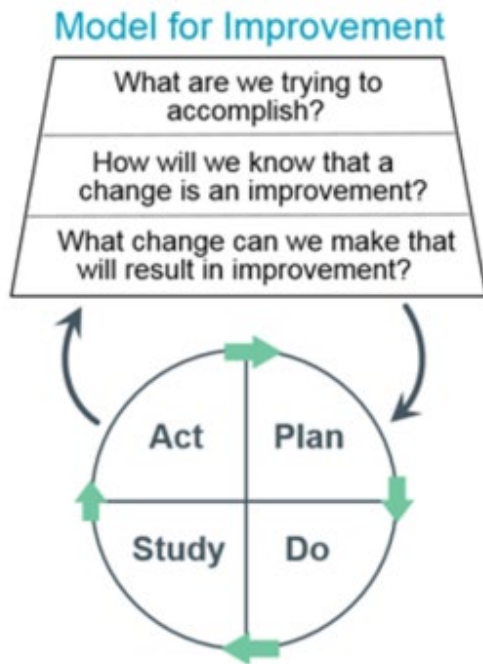 Model for Improvement
What are we trying to
accomplish?
How will we know that a
change is an improvement?
What change can we make that
will result in improvement?
Act
Plan
Study
Do